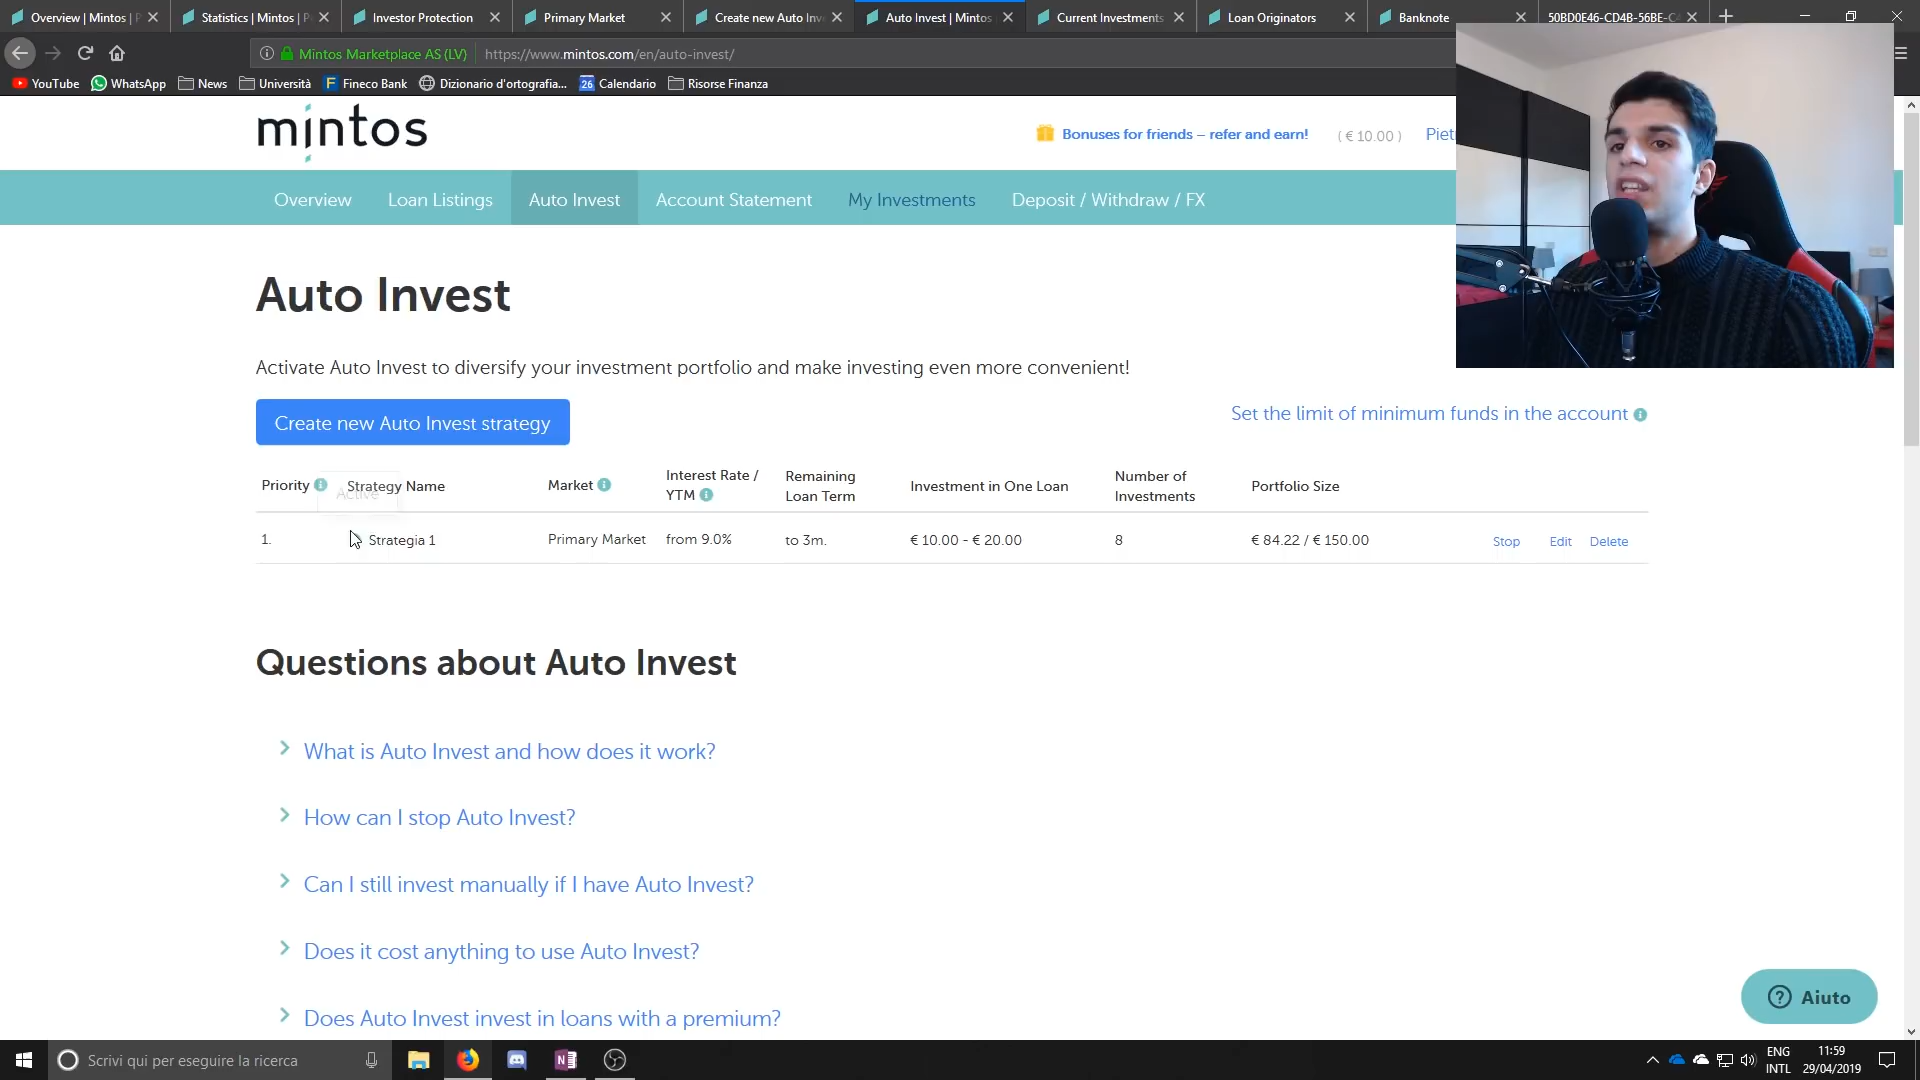 Overview | Mintos | P
Statistics | Mintos | P
Investor Protection
Primary Market
Create new Auto Inv
Auto Invest | Mintos
Current Investments
Loan Originators
Banknote
50BD0E46-CD4B-56BE-C4
Mintos Marketplace AS (LV)
https://www.mintos.com/en/auto-invest/
YouTube
WhatsApp
News
Università
Fineco Bank
Dizionario d'ortografia...
26 Calendario
Risorse Finanza
mintos
Bonuses for friends – refer and earn!
( € 10.00 )
Piet
Overview
Loan Listings
Auto Invest
Account Statement
My Investments
Deposit / Withdraw / FX
Auto Invest
Activate Auto Invest to diversify your investment portfolio and make investing even more convenient!
Create new Auto Invest strategy
Set the limit of minimum funds in the account
Priority
Strategy Name
Active
Market
Interest Rate /
YTM
Remaining
Loan Term
Investment in One Loan
Number of
Investments
Portfolio Size
1.
Strategia 1
Primary Market
from 9.0%
to 3m.
€ 10.00 - € 20.00
8
€ 84.22 / € 150.00
Stop
Edit
Delete
Questions about Auto Invest
What is Auto Invest and how does it work?
How can I stop Auto Invest?
Can I still invest manually if I have Auto Invest?
Does it cost anything to use Auto Invest?
Does Auto Invest invest in loans with a premium?
Aiuto
Scrivi qui per eseguire la ricerca
ENG
INTL
11:59
29/04/2019